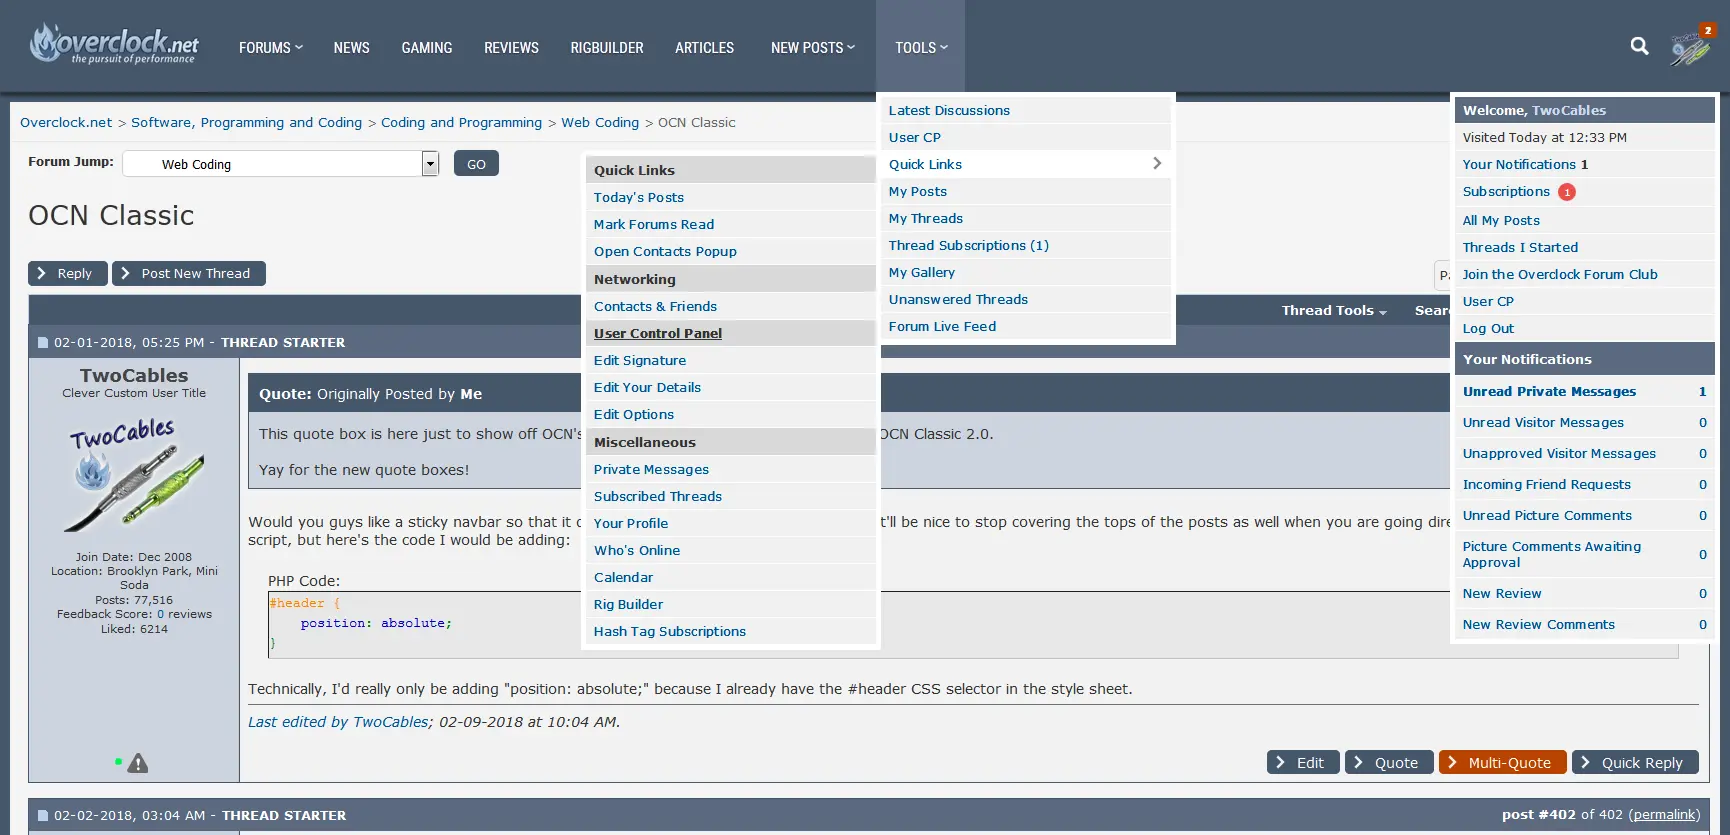 overclock.net
the pursuit of performance
FORUMS
NEWS
GAMING
REVIEWS
RIGBUILDER
ARTICLES
NEW POSTS
TOOLS
2
Overclock.net > Software, Programming and Coding > Coding and Programming > Web Coding > OCN Classic
Forum Jump:
Web Coding
GO
OCN Classic
Reply
Post New Thread
Latest Discussions
User CP
Quick Links
My Posts
My Threads
Thread Subscriptions (1)
My Gallery
Unanswered Threads
Forum Live Feed
Quick Links
Today's Posts
Mark Forums Read
Open Contacts Popup
Networking
Contacts & Friends
User Control Panel
Edit Signature
Edit Your Details
Edit Options
Miscellaneous
Private Messages
Subscribed Threads
Your Profile
Who's Online
Calendar
Rig Builder
Hash Tag Subscriptions
Welcome, TwoCables
Visited Today at 12:33 PM
Your Notifications 1
Subscriptions 1
All My Posts
Threads I Started
Join the Overclock Forum Club
User CP
Log Out
Your Notifications
Unread Private Messages 1
Unread Visitor Messages 0
Unapproved Visitor Messages 0
Incoming Friend Requests 0
Unread Picture Comments 0
Picture Comments Awaiting
Approval 0
New Review 0
New Review Comments 0
Thread Tools
02-01-2018, 05:25 PM - THREAD STARTER
TwoCables
Clever Custom User Title
TwoCables
Join Date: Dec 2008
Location: Brooklyn Park, Mini
Soda
Posts: 77,516
Feedback Score: 0 reviews
Liked: 6214
Quote: Originally Posted by Me
This quote box is here just to show off OCN's OCN Classic 2.0.
Yay for the new quote boxes!
Would you guys like a sticky navbar so that it t'll be nice to stop covering the tops of the posts as well when you are going
script, but here's the code I would be adding:
PHP Code:
#header {
position: absolute;
}
Technically, I'd really only be adding "position: absolute;" because I already have the #header CSS selector in the style sheet.
Last edited by TwoCables; 02-09-2018 at 10:04 AM.
Edit
Quote
Multi-Quote
Quick Reply
02-02-2018, 03:04 AM - THREAD STARTER
post #402 of 402 (permalink)